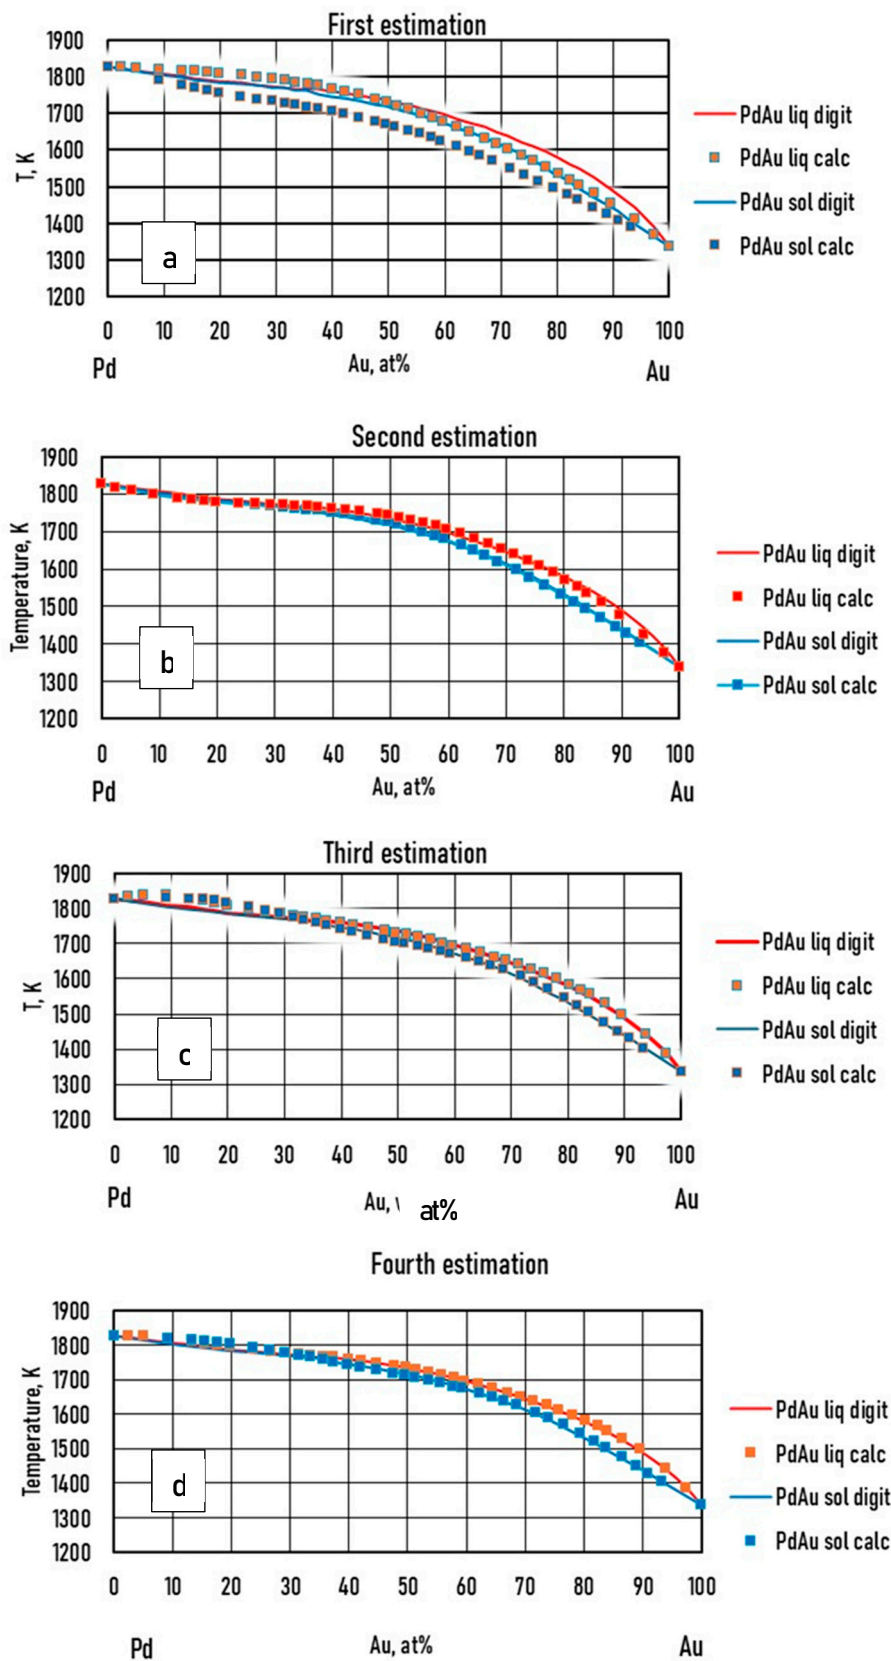 First estimation
1900
1800
1700
1600
1500
1400
1300
1200
T, K
a
0 10 20 30 40 50 60 70 80 90 100
Pd Au, at% Au
PdAu liq digit
PdAu liq calc
PdAu sol digit
PdAu sol calc
Second estimation
1900
1800
1700
1600
1500
1400
1300
1200
Temperature, K
b
0 10 20 30 40 50 60 70 80 90 100
Pd Au, at% Au
PdAu liq digit
PdAu liq calc
PdAu sol digit
PdAu sol calc
Third estimation
1900
1800
1700
1600
1500
1400
1300
1200
T, K
c
0 10 20 30 40 50 60 70 80 90 100
Pd Au, at% Au
PdAu liq digit
PdAu liq calc
PdAu sol digit
PdAu sol calc
Fourth estimation
1900
1800
1700
1600
1500
1400
1300
1200
Temperature, K
d
0 10 20 30 40 50 60 70 80 90 100
Pd Au, at% Au
PdAu liq digit
PdAu liq calc
PdAu sol digit
PdAu sol calc